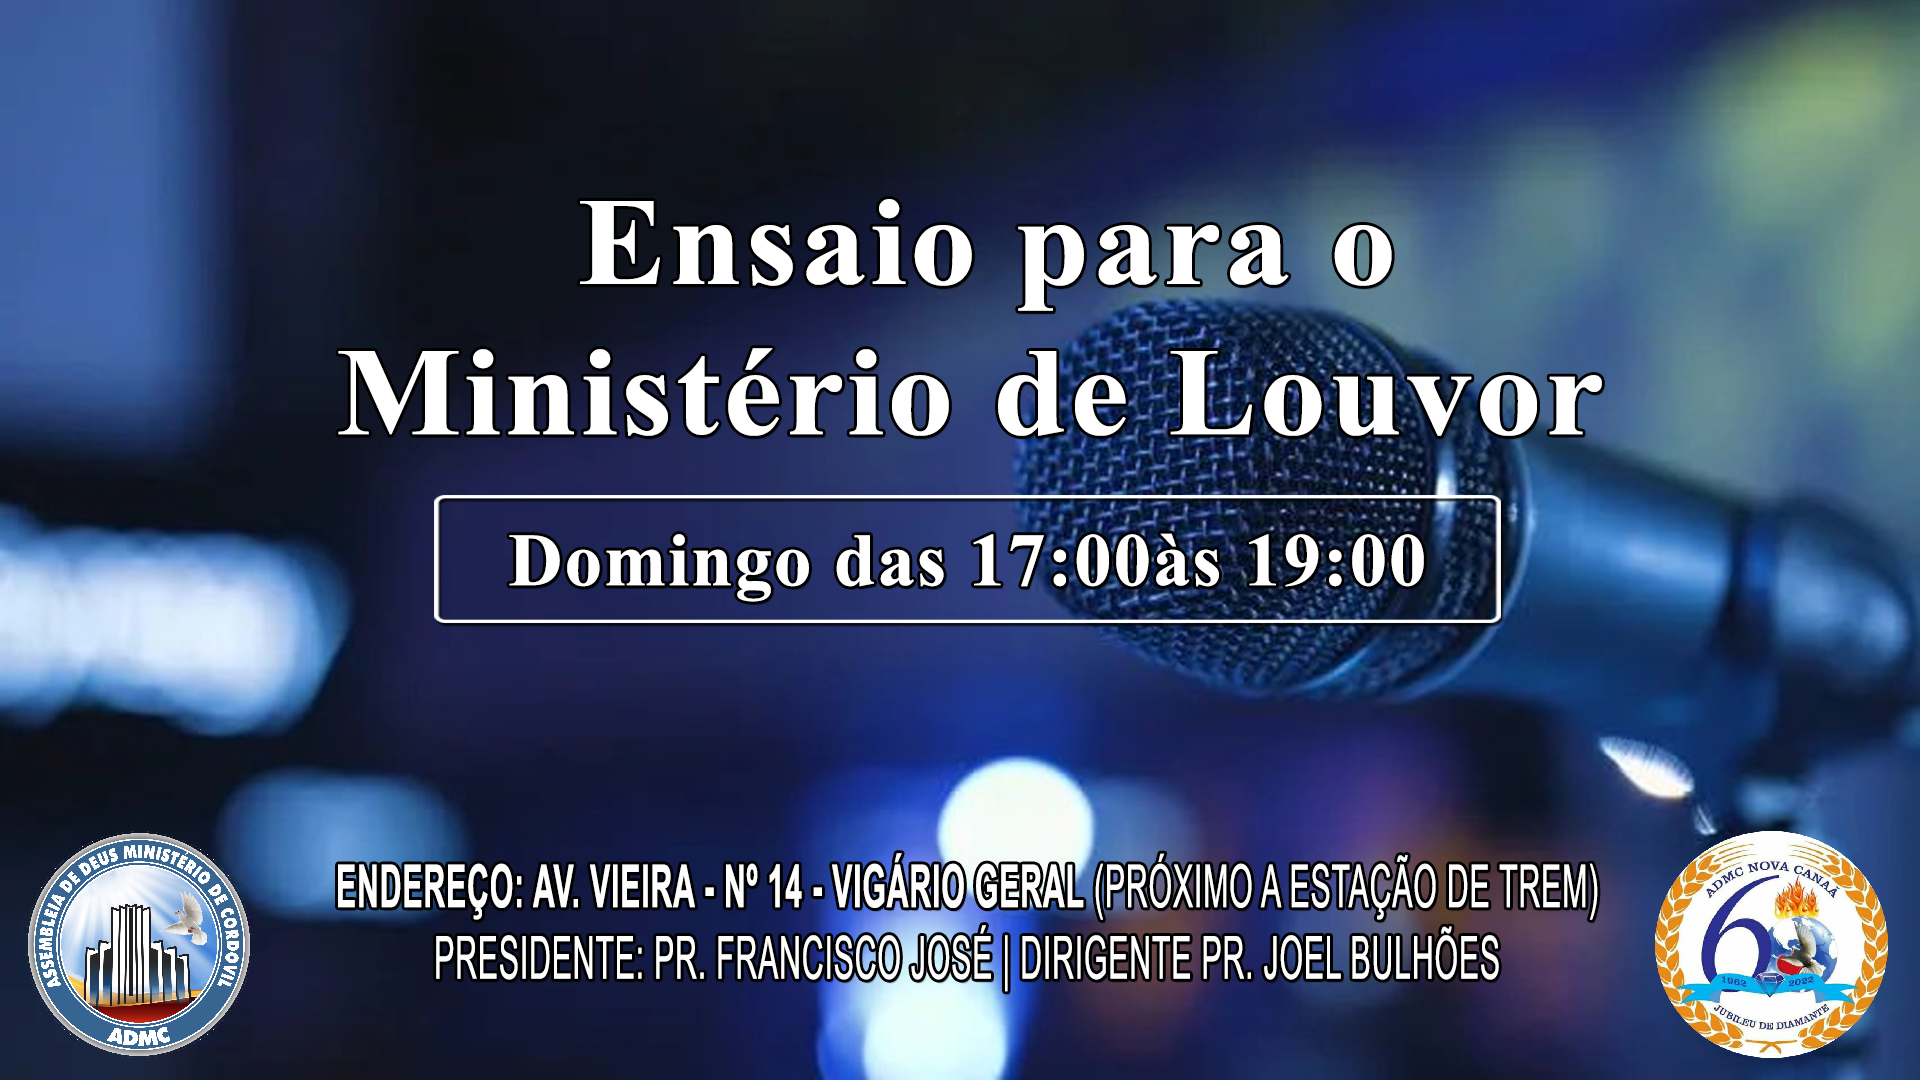 Ensaio para o
Ministério de Louvor
Domingo das 17:00às 19:00
ENDEREÇO: AV. VIEIRA - Nº 14 - VIGÁRIO GERAL (PRÓXIMO A ESTAÇÃO DE TREM)
PRESIDENTE: PR. FRANCISCO JOSÉ | DIRIGENTE PR. JOEL BULHÕES
ASSEMBLEIA DE DEUS MINISTÉRIO DE CORDOVIL
ADMC
ADMC NOVA CANAÃ
60
1962 2022
JUBILEU DE DIAMANTE